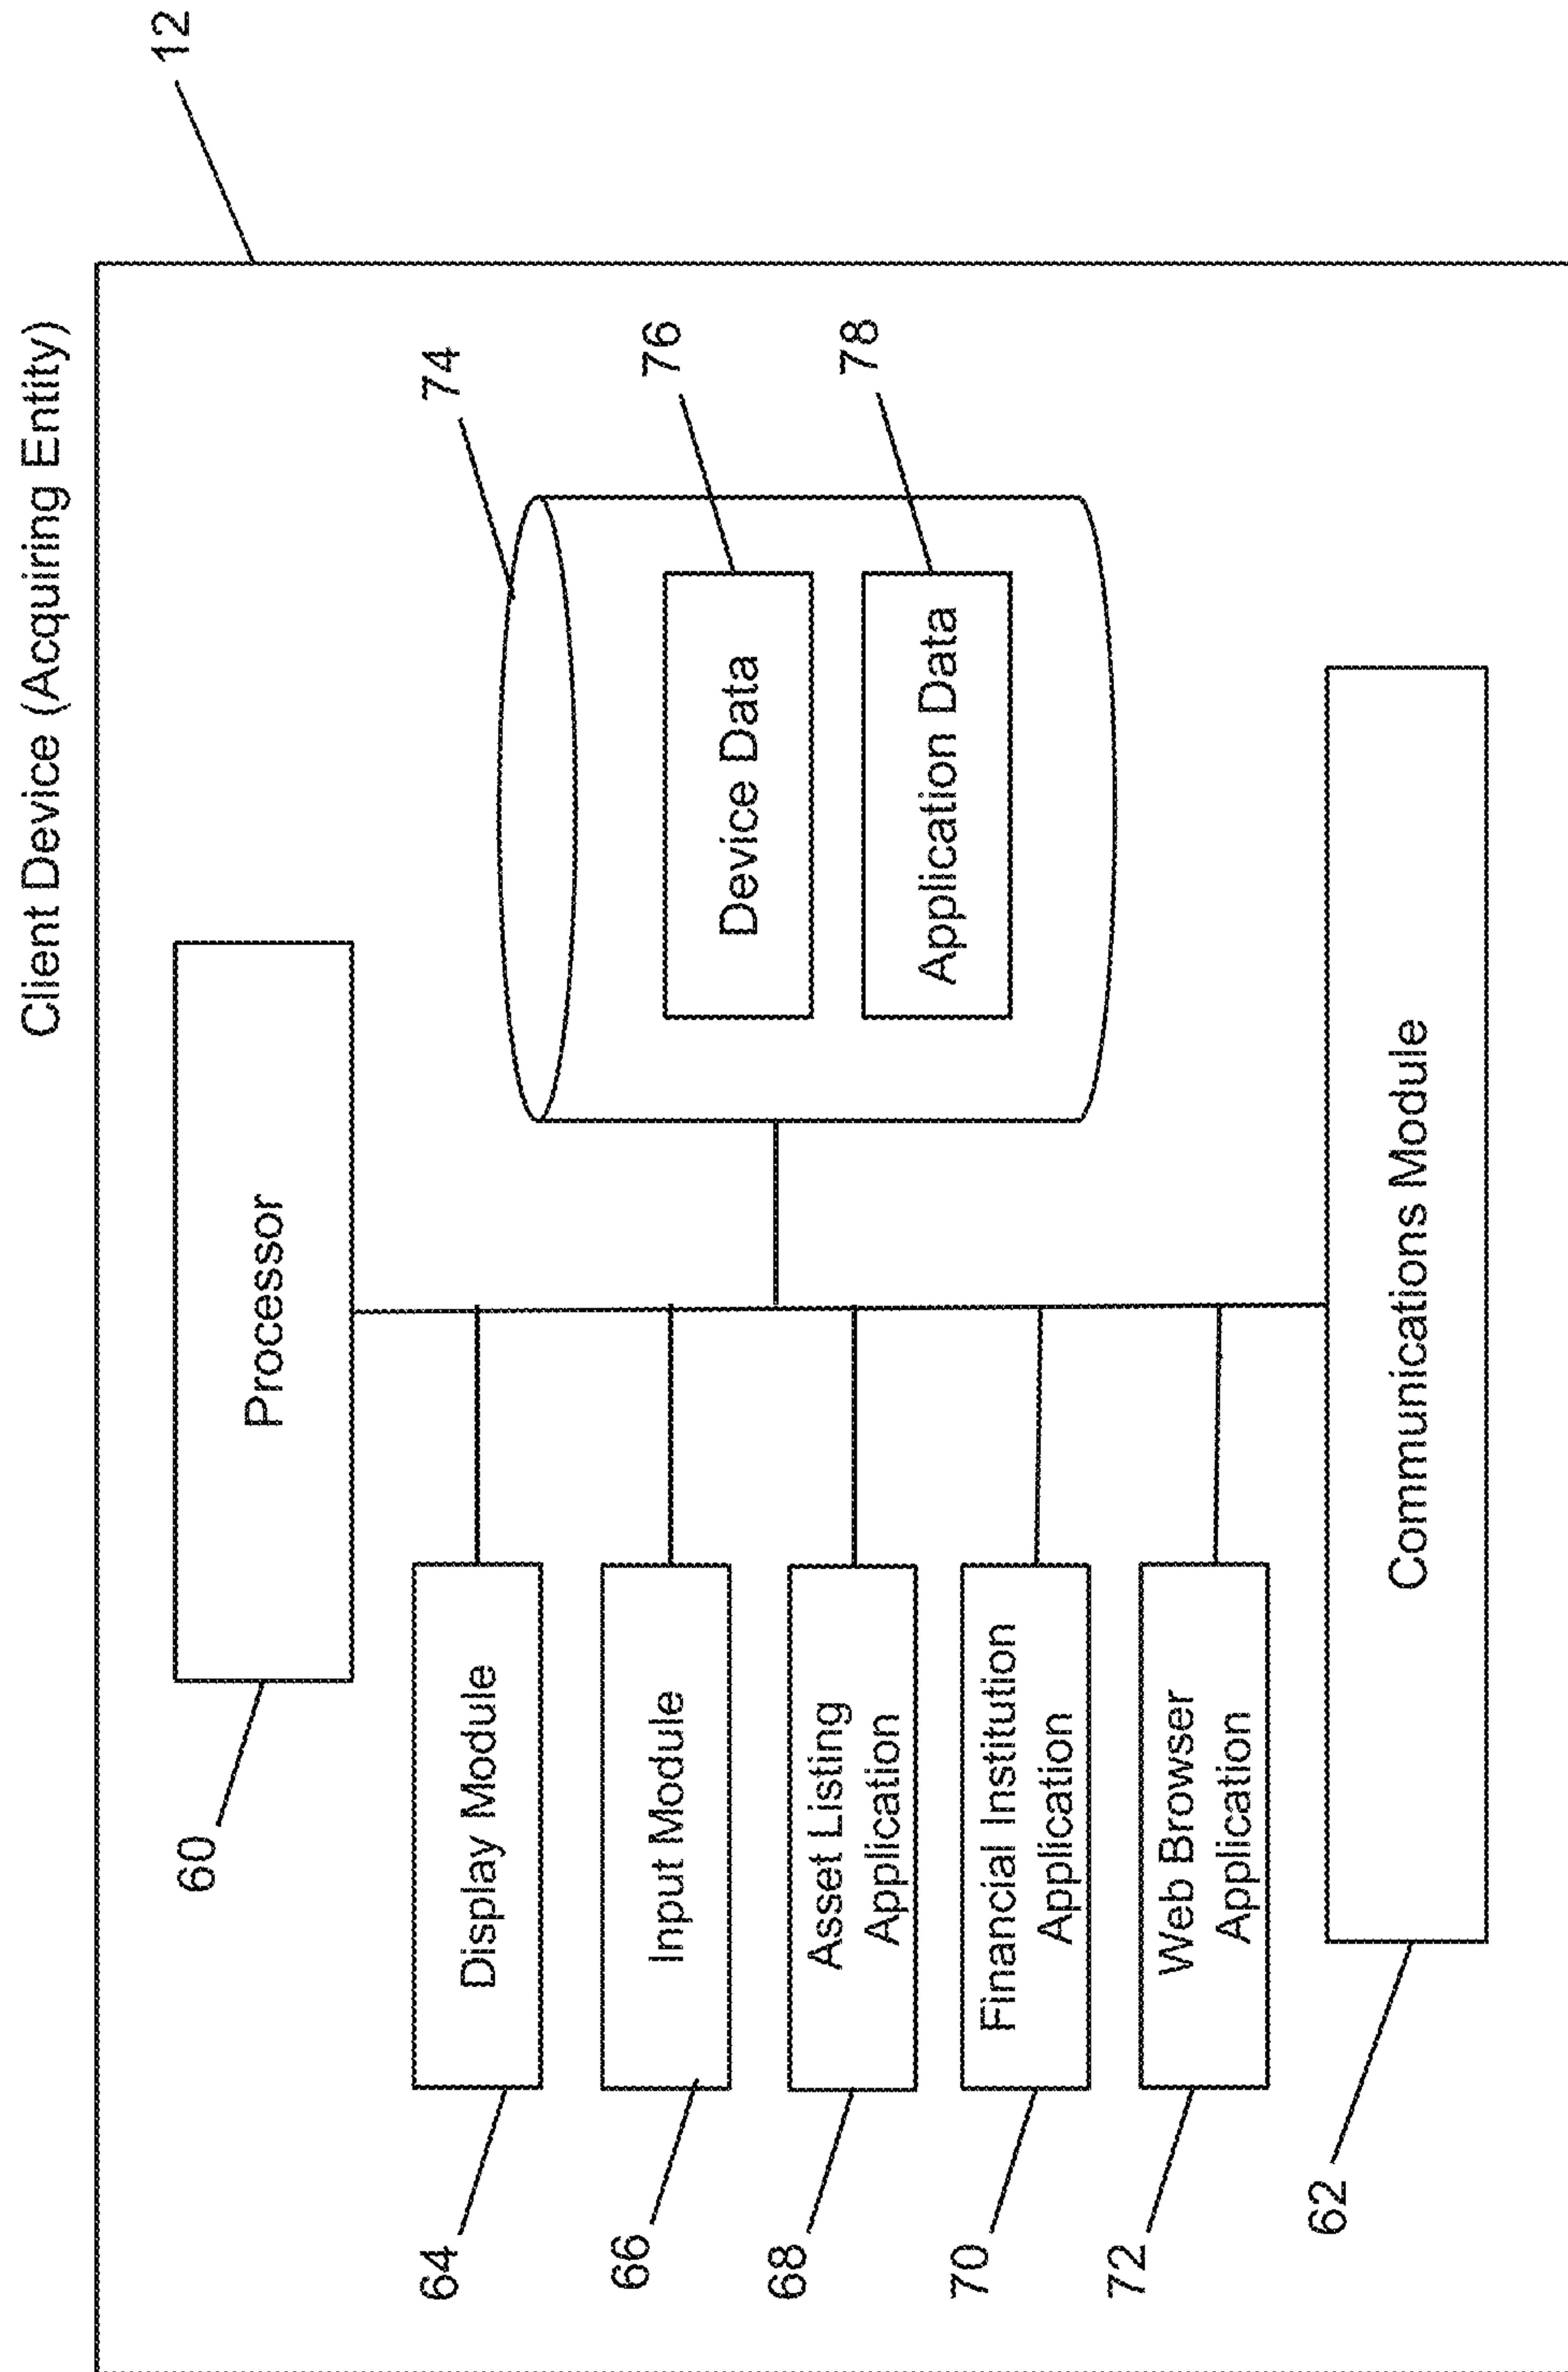 Client Device (Acquiring Entity)
12
60
Processor
64
Display Module
66
Input Module
68
Asset Listing
Application
70
Financial Institution
Application
72
Web Browser
Application
74
Device Data
76
Application Data
78
62
Communications Module